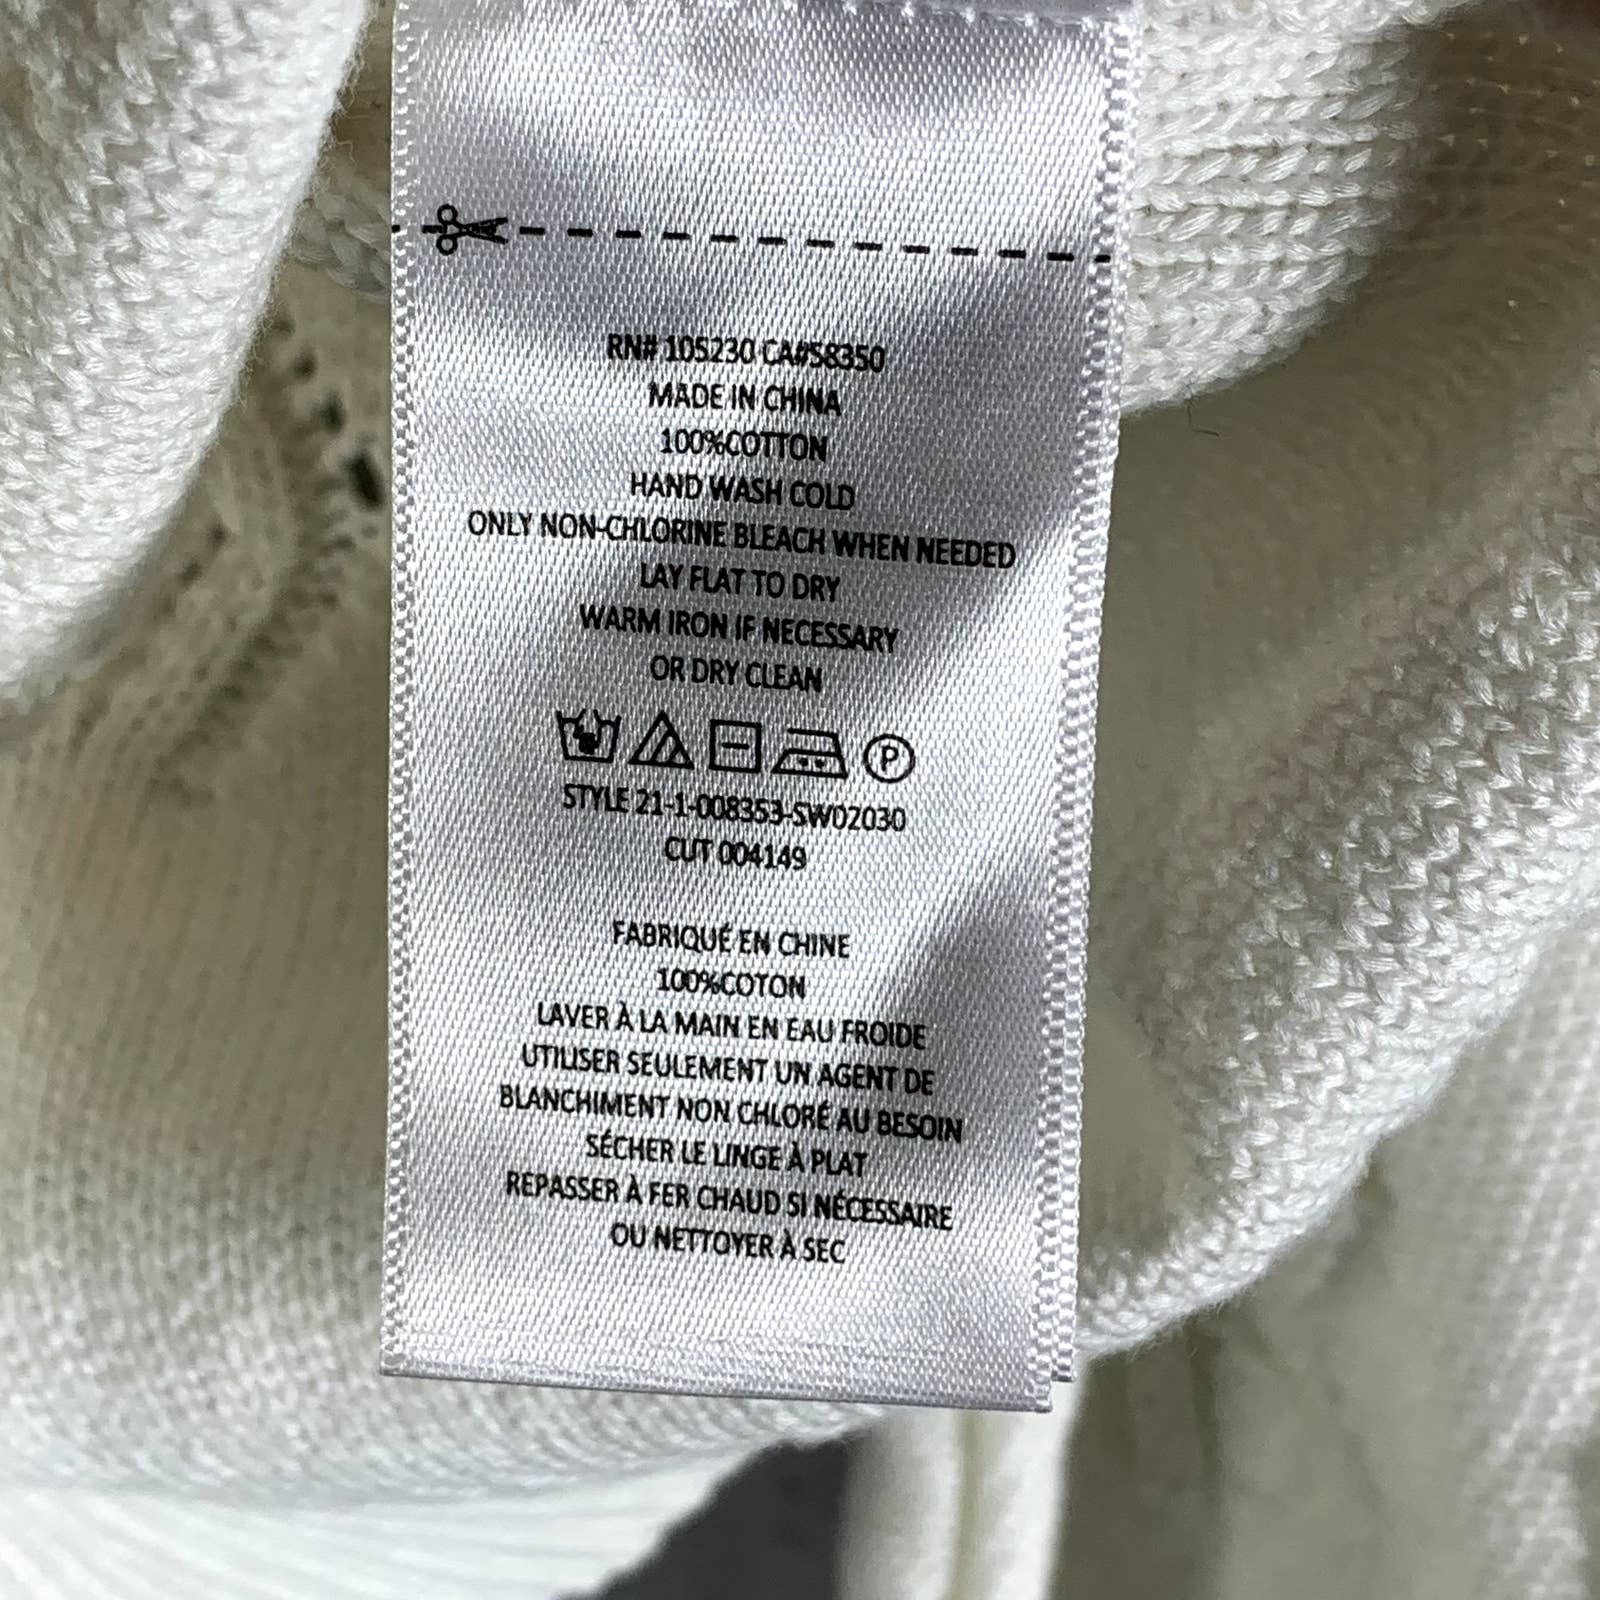 RN# 105230 CA#58350
MADE IN CHINA
100%COTTON
HAND WASH COLD
ONLY NON-CHLORINE BLEACH WHEN NEEDED
LAY FLAT TO DRY
WARM IRON IF NECESSARY
OR DRY CLEAN
P
STYLE 21-1-008353-SW02030
CUT 004149
FABRIQUÉ EN CHINE
100%COTON
LAVER À LA MAIN EN EAU FROIDE
UTILISER SEULEMENT UN AGENT DE
BLANCHIMENT NON CHLORÉ AU BESOIN
SÉCHER LE LINGE À PLAT
REPASSER À FER CHAUD SI NÉCESSAIRE
OU NETTOYER À SEC